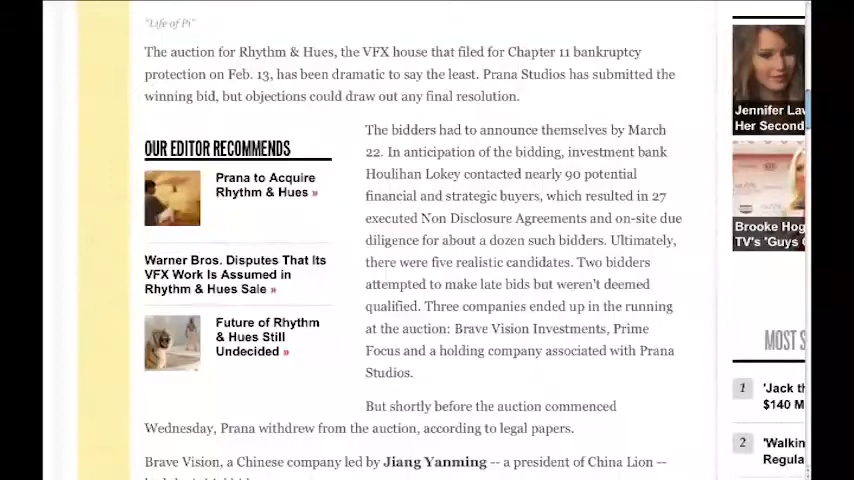 "Life of Pi"
The auction for Rhythm & Hues, the VFX house that filed for Chapter 11 bankruptcy
protection on Feb. 13, has been dramatic to say the least. Prana Studios has submitted the
winning bid, but objections could draw out any final resolution.
OUR EDITOR RECOMMENDS
Prana to Acquire
Rhythm & Hues »
Warner Bros. Disputes That Its
VFX Work Is Assumed in
Rhythm & Hues Sale »
Future of Rhythm
& Hues Still
Undecided »
The bidders had to announce themselves by March
22. In anticipation of the bidding, investment bank
Houlihan Lokey contacted nearly 90 potential
financial and strategic buyers, which resulted in 27
executed Non Disclosure Agreements and on-site due
diligence for about a dozen such bidders. Ultimately,
there were five realistic candidates. Two bidders
attempted to make late bids but weren't deemed
qualified. Three companies ended up in the running
at the auction: Brave Vision Investments, Prime
Focus and a holding company associated with Prana
Studios.
But shortly before the auction commenced
Wednesday, Prana withdrew from the auction, according to legal papers.
Brave Vision, a Chinese company led by Jiang Yanming -- a president of China Lion --
Jennifer Law
Her Second
Brooke Hog
TV's 'Guys
MOST S
1
'Jack th
$140 M
2
'Walkin
Regula